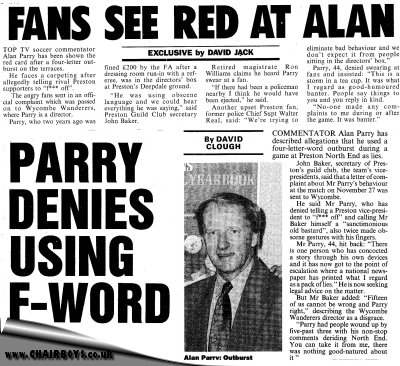 FANS SEE RED AT ALAN
TOP TV soccer commentator
Alan Parry has been shown the
red card after a four-letter out-
burst on the terraces.
He faces a carpeting after
allegedly telling rival Preston
supporters to "f*** off".
The angry fans sent in an offi-
cial complaint which was passed
on to Wycombe Wanderers,
where Parry is a director.
Parry, who two years ago was
EXCLUSIVE by DAVID JACK
fined £200 by the FA after a
dressing room run-in with a ref-
eree, was in the directors' box
at Preston's Deepdale ground.
"He was using obscene
language and we could hear
everything he was saying," said
Preston Guild Club secretary
John Baker.
Retired magistrate Ron
Williams claims he heard Parry
swear at a fan.
"If there had been a policeman
nearby I think he would have
been ejected," he said.
Another upset Preston fan,
former police Chief Supt Walter
Real, said: "We're trying to
eliminate bad behaviour and we
don't expect it from people
sitting in the directors' box".
Parry, 44, denied swearing at
fans and insisted: "This is a
storm in a tea cup. It was what
I regard as good-humoured
banter. People say things to
you and you reply in kind.
"No-one made any com-
plaints to me during or after
the game. It was banter."
PARRY
DENIES
USING
F-WORD
By DAVID
CLOUGH
YEARBOOK
Alan Parry: Outburst
COMMENTATOR Alan Parry has
described allegations that he used a
four-letter-word outburst during a
game at Preston North End as lies.
John Baker, secretary of Pres-
ton's guild club, the team's vice-
presidents, said that a letter of com-
plaint about Mr Parry's behaviour
at the match on November 27 was
sent to Wycombe.
He said Mr Parry, who has
denied telling a Preston vice-presi-
dent to "f*** off" and calling Mr
Baker himself a "sanctimonious
old bastard", also twice made ob-
scene gestures with his fingers.
Mr Parry, 44, hit back: "There
is one person who has concocted
a story through his own devices
and it has now got to the point of
escalation where a national news-
paper has printed what I regard
as a pack of lies." He is now seeking
legal advice on the matter.
But Mr Baker added: "Fifteen
of us cannot be wrong and Parry
right," describing the Wycombe
Wanderers director as a disgrace.
"Parry had people wound up by
five-past three with his non-stop
comments deriding North End.
You can take it from me, there
was nothing good-natured about
it."
www.CHAIRBOYS.co.uk